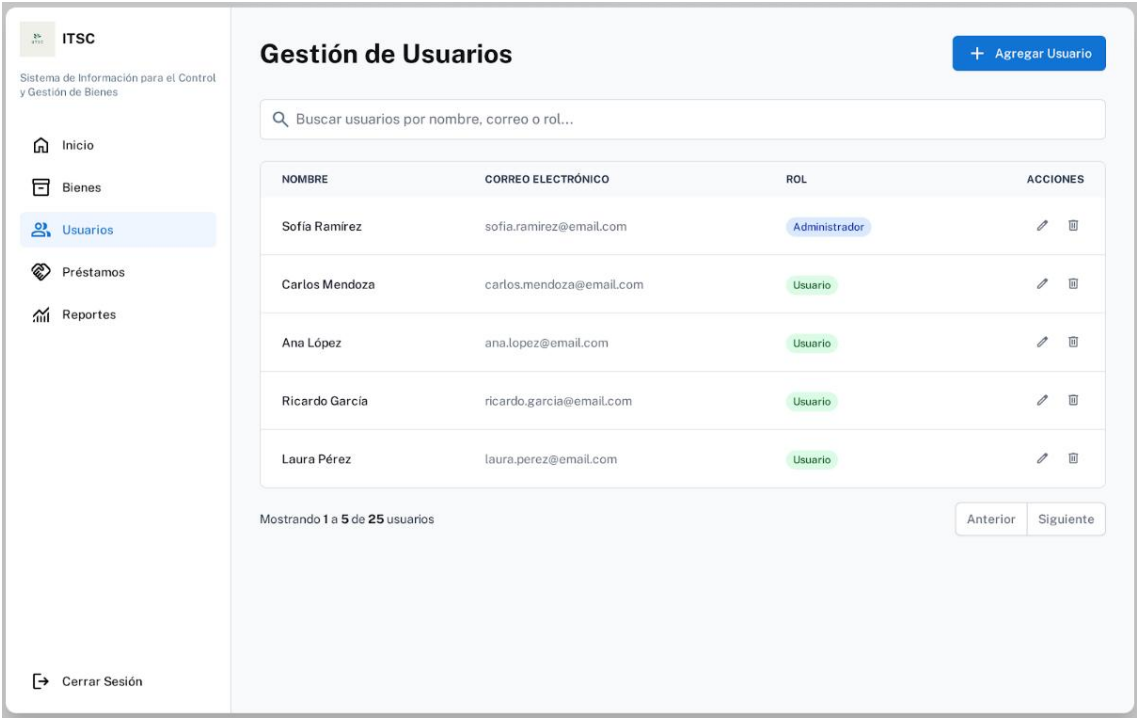 ITSC
Sistema de Información para el Control
y Gestión de Bienes
Inicio
Bienes
Usuarios
Préstamos
Reportes
Cerrar Sesión
Gestión de Usuarios
+ Agregar Usuario
Buscar usuarios por nombre, correo o rol...
NOMBRE CORREO ELECTRÓNICO ROL ACCIONES
Sofía Ramírez sofia.ramirez@email.com Administrador
Carlos Mendoza carlos.mendoza@email.com Usuario
Ana López ana.lopez@email.com Usuario
Ricardo García ricardo.garcia@email.com Usuario
Laura Pérez laura.perez@email.com Usuario
Mostrando 1 a 5 de 25 usuarios
Anterior Siguiente